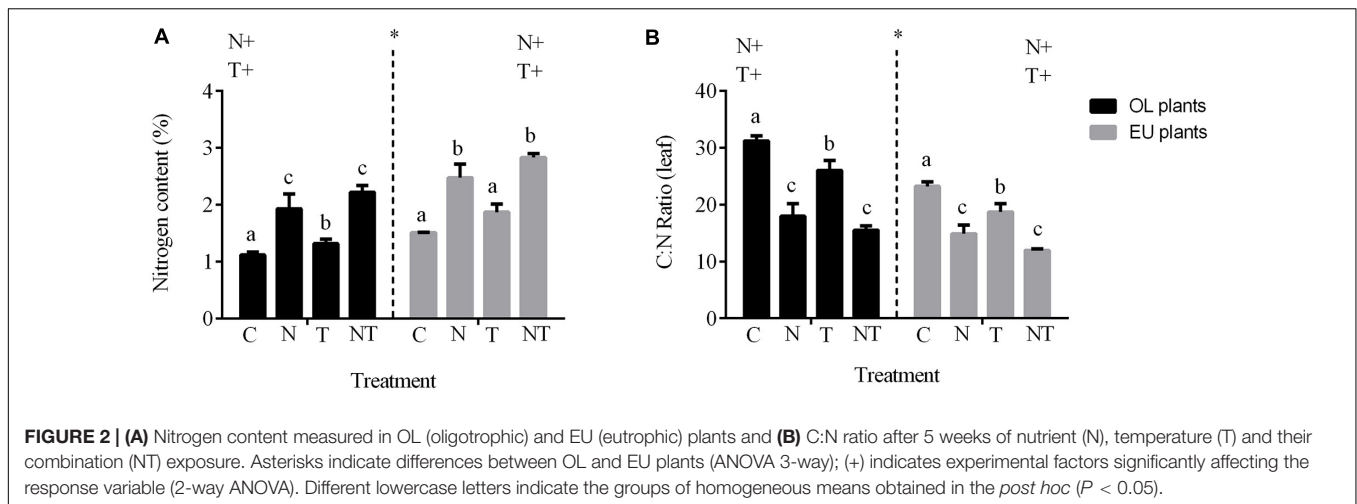 A
B
N+
T+
*
N+
T+
N+
T+
*
N+
T+
Nitrogen content (%)
4
3
2
1
0
a
c
b
c
a
b
a
b
C
N
T
NT
C
N
T
NT
Treatment
C:N Ratio (leaf)
40
30
20
10
0
a
c
b
c
a
c
b
c
C
N
T
NT
C
N
T
NT
Treatment
OL plants
EU plants
FIGURE 2 | (A) Nitrogen content measured in OL (oligotrophic) and EU (eutrophic) plants and (B) C:N ratio after 5 weeks of nutrient (N), temperature (T) and their
combination (NT) exposure. Asterisks indicate differences between OL and EU plants (ANOVA 3-way); (+) indicates experimental factors significantly affecting the
response variable (2-way ANOVA). Different lowercase letters indicate the groups of homogeneous means obtained in the post hoc (P < 0.05).